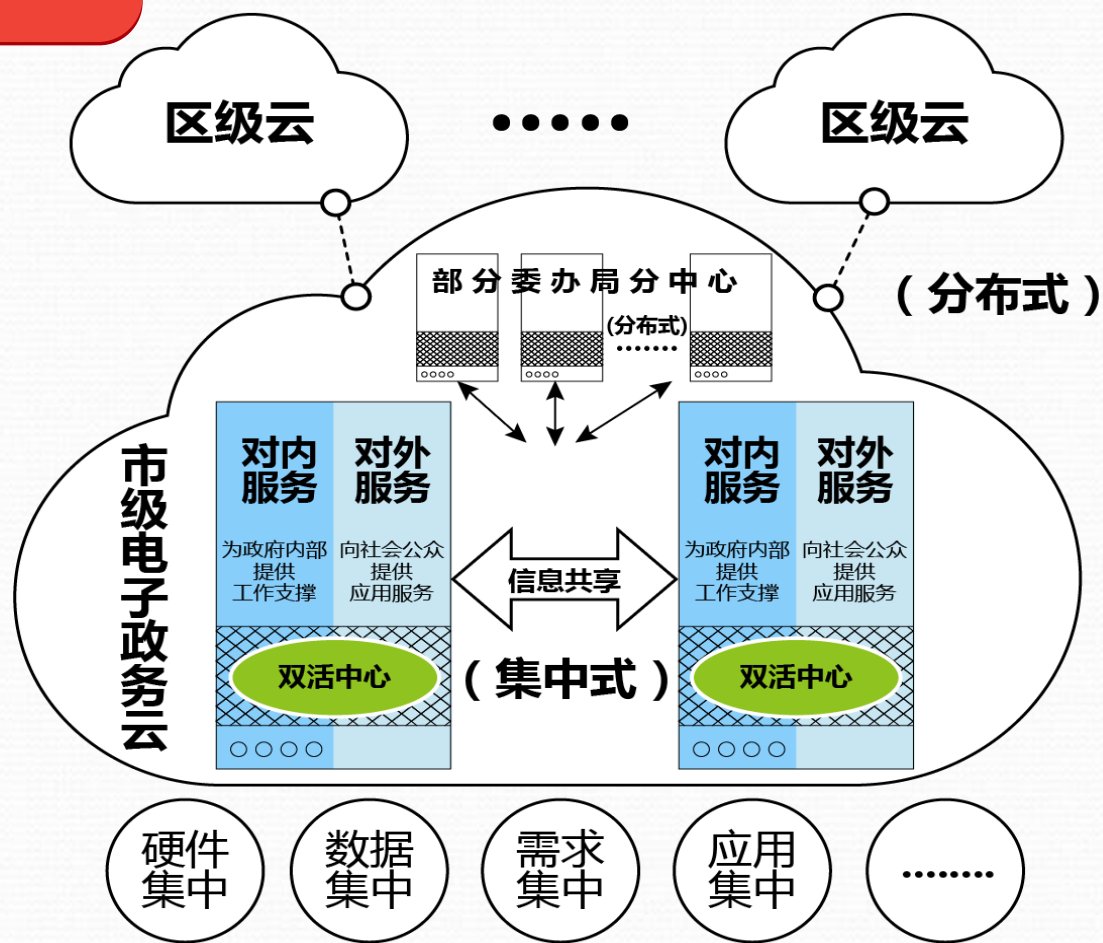 区级云
•••••
区级云
部分委办局分中心
(分布式)
•••••••
（分布式）
市级电子政务云
对内
服务
为政府内部
提供
工作支撑
对外
服务
向社会公众
提供
应用服务
双活中心
信息共享
（集中式）
对内
服务
为政府内部
提供
工作支撑
对外
服务
向社会公众
提供
应用服务
双活中心
硬件
集中
数据
集中
需求
集中
应用
集中
••••••••